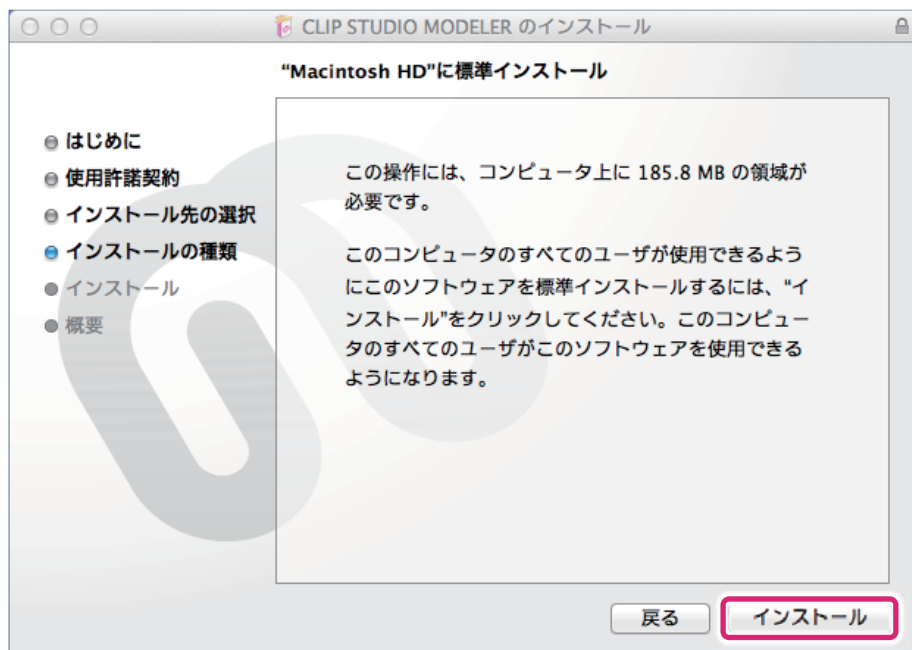 CLIP STUDIO MODELER のインストール
“Macintosh HD”に標準インストール
はじめに
使用許諾契約
インストール先の選択
インストールの種類
インストール
概要
この操作には、コンピュータ上に 185.8 MB の領域が
必要です。
このコンピュータのすべてのユーザが使用できるよう
にこのソフトウェアを標準インストールするには、“イ
ンストール”をクリックしてください。このコンピュー
タのすべてのユーザがこのソフトウェアを使用できる
ようになります。
戻る
インストール